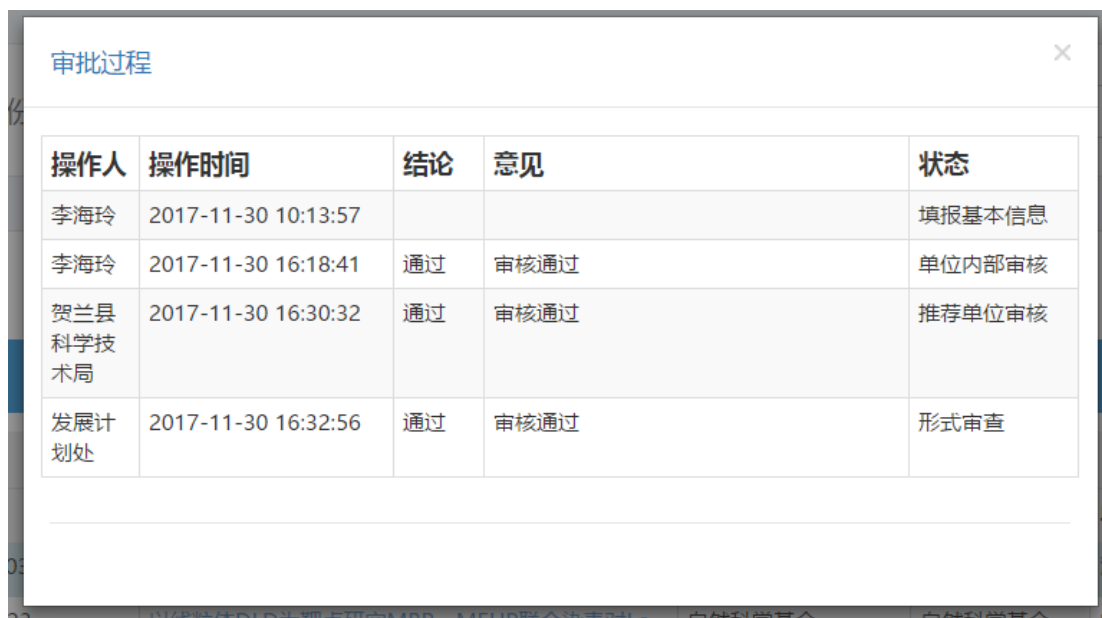 审批过程
×
操作人 操作时间 结论 意见 状态
李海玲 2017-11-30 10:13:57 填报基本信息
李海玲 2017-11-30 16:18:41 通过 审核通过 单位内部审核
贺兰县 2017-11-30 16:30:32 通过 审核通过 推荐单位审核
科学技
术局
发展计 2017-11-30 16:32:56 通过 审核通过 形式审查
划处